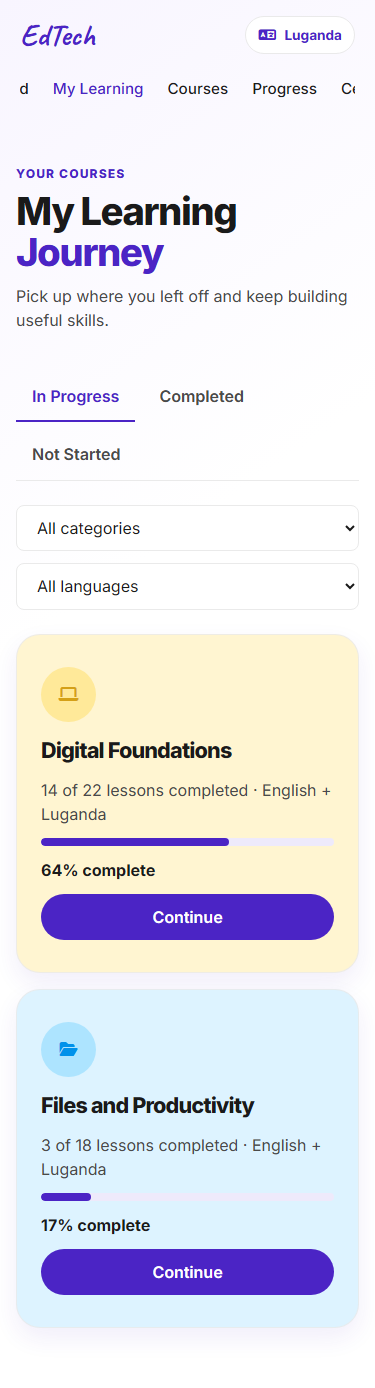 EdTech
Luganda
d My Learning Courses Progress Ce
YOUR COURSES
My Learning
Journey
Pick up where you left off and keep building
useful skills.
In Progress Completed
Not Started
All categories
All languages
Digital Foundations
14 of 22 lessons completed · English +
Luganda
64% complete
Continue
Files and Productivity
3 of 18 lessons completed · English +
Luganda
17% complete
Continue